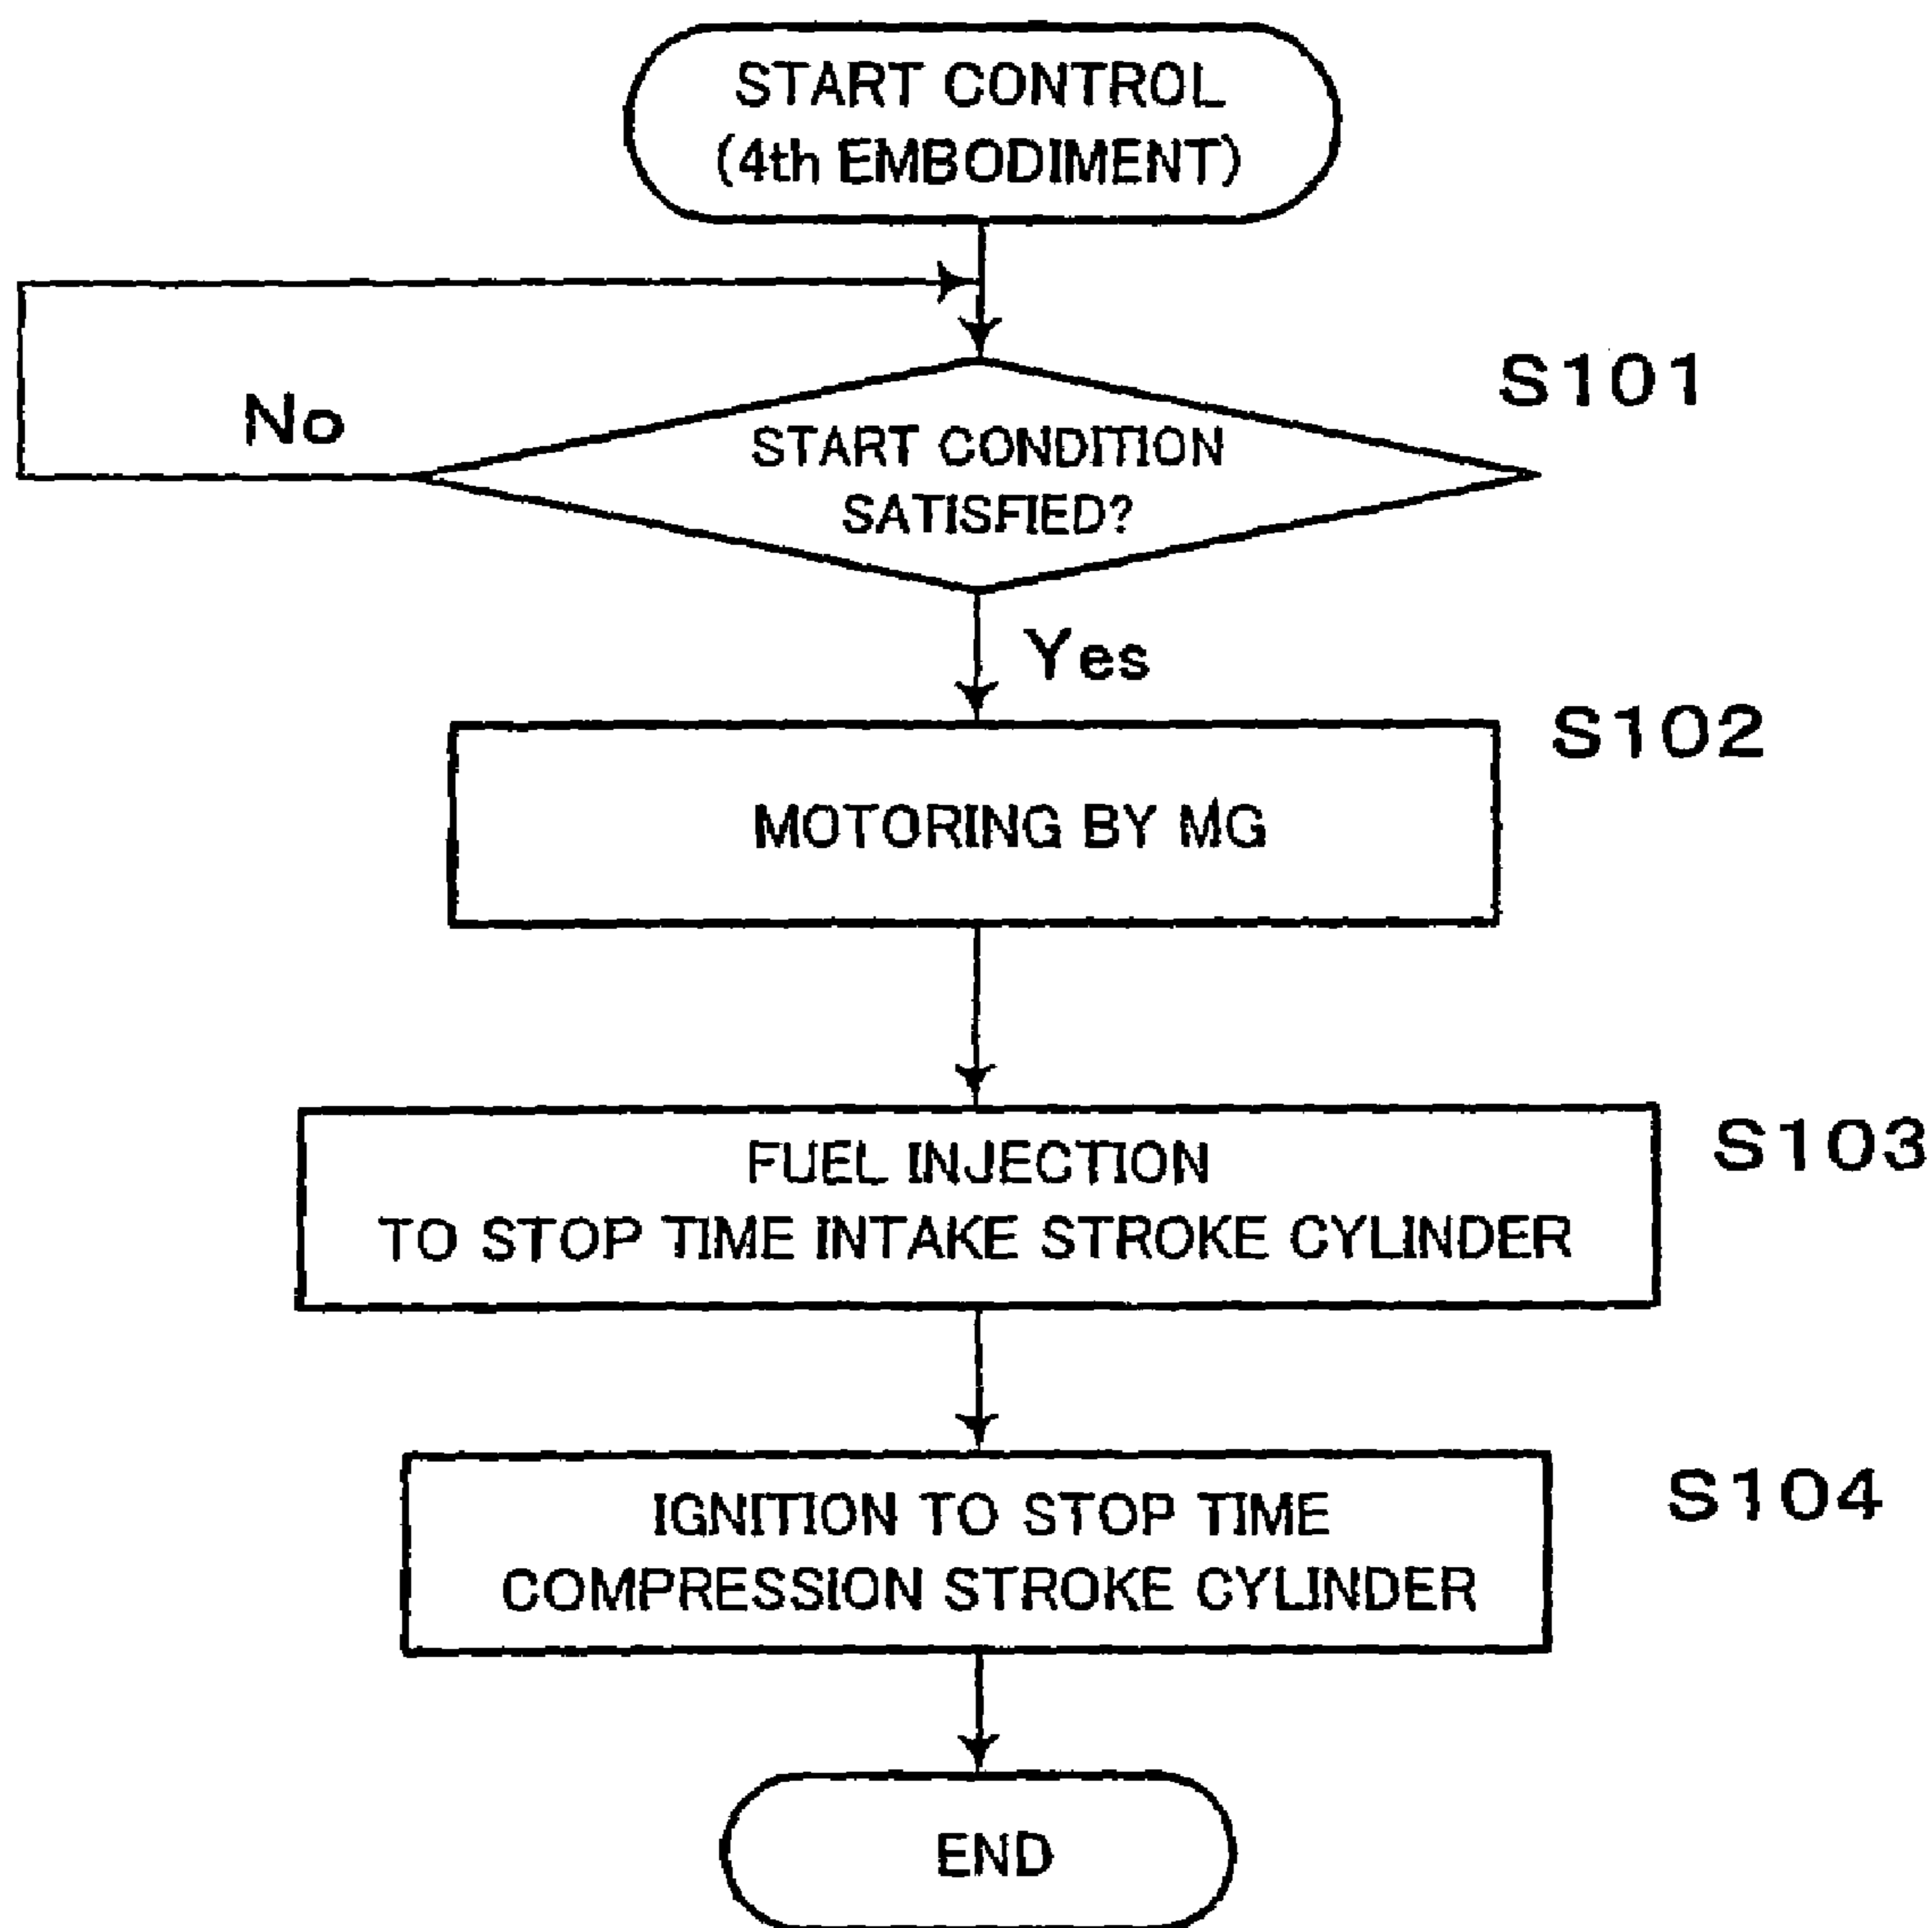 START CONTROL
(4th EMBODIMENT)
S101
No
START CONDITION
SATISFIED?
Yes
S102
MOTORING BY MG
S103
FUEL INJECTION
TO STOP TIME INTAKE STROKE CYLINDER
S104
IGNITION TO STOP TIME
COMPRESSION STROKE CYLINDER
END